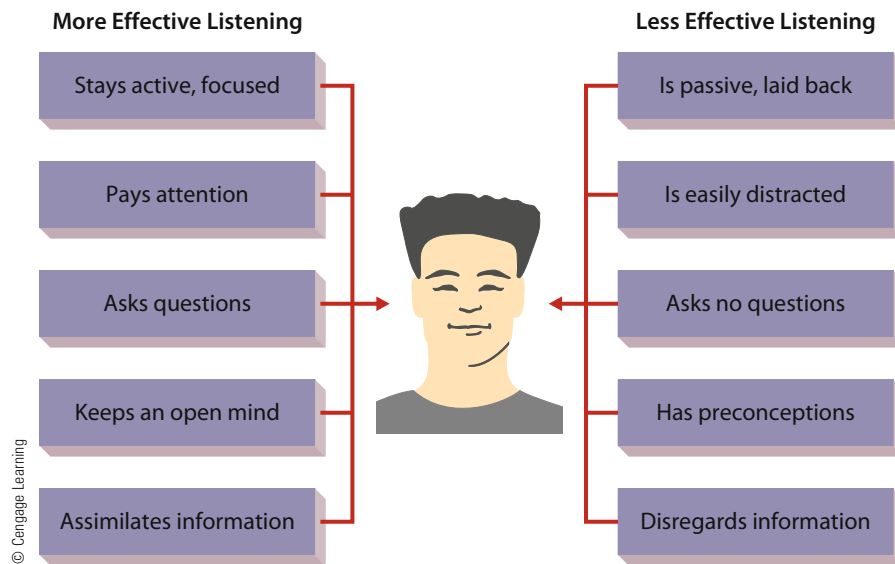 More Effective Listening
Stays active, focused
Pays attention
Asks questions
Keeps an open mind
Assimilates information
Less Effective Listening
Is passive, laid back
Is easily distracted
Asks no questions
Has preconceptions
Disregards information
© Cengage Learning